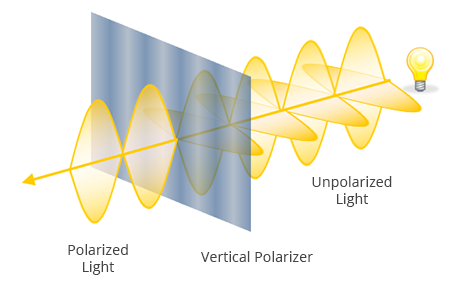 Unpolarized
Light
Polarized
Light
Vertical Polarizer